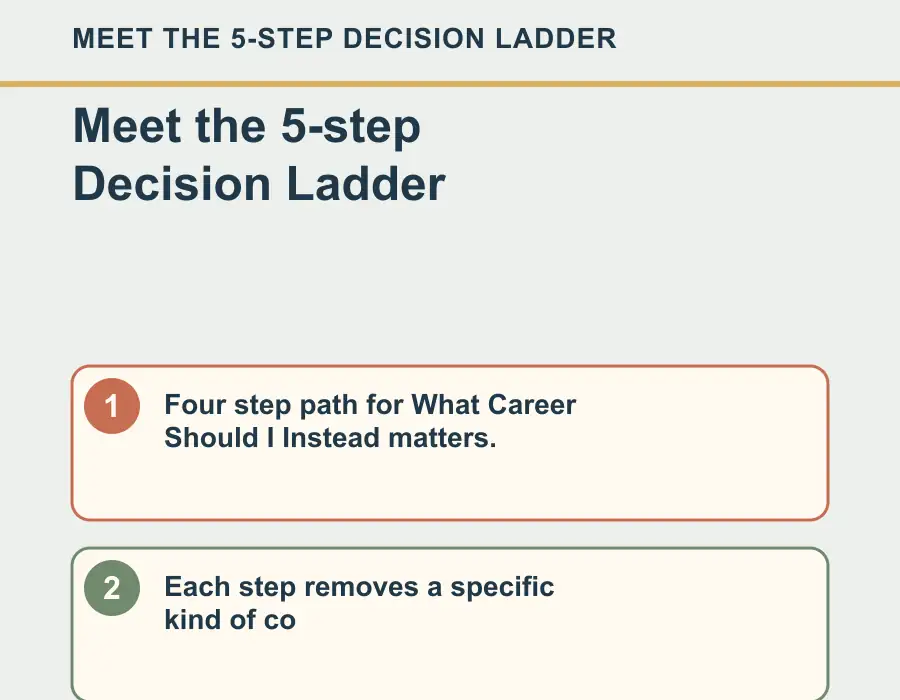 MEET THE 5-STEP DECISION LADDER
Meet the 5-step
Decision Ladder
1
Four step path for What Career
Should I Instead matters.
2
Each step removes a specific
kind of co